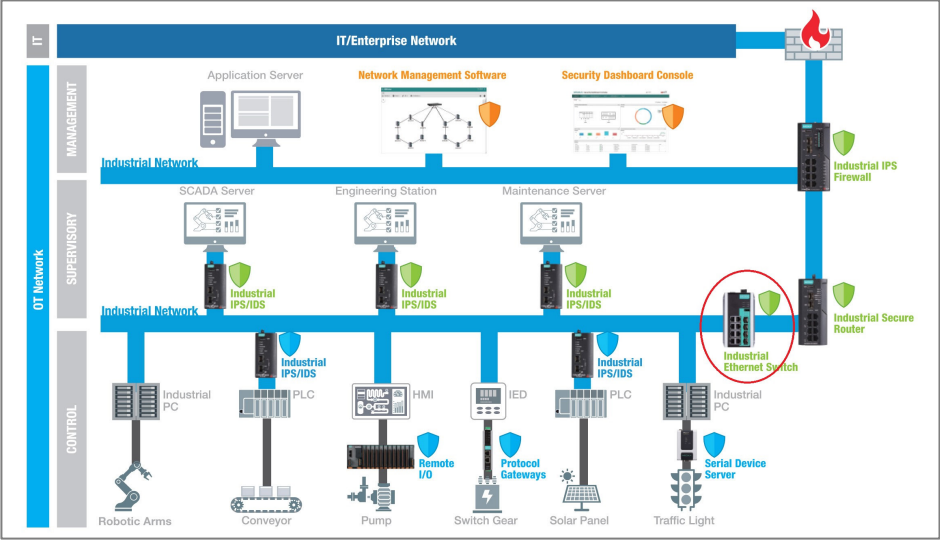 IT
IT/Enterprise Network
OT Network
MANAGEMENT
Application Server
Network Management Software
Security Dashboard Console
Industrial Network
Industrial IPS
Firewall
SUPERVISORY
SCADA Server
Engineering Station
Maintenance Server
Industrial
IPS/IDS
Industrial
IPS/IDS
Industrial
IPS/IDS
Industrial Network
Industrial
Ethernet Switch
Industrial Secure
Router
CONTROL
Industrial
IPS/IDS
Industrial
IPS/IDS
Industrial
PC
PLC
HMI
IED
PLC
Industrial
PC
Remote
I/O
Protocol
Gateways
Serial Device
Server
Robotic Arms
Conveyor
Pump
Switch Gear
Solar Panel
Traffic Light